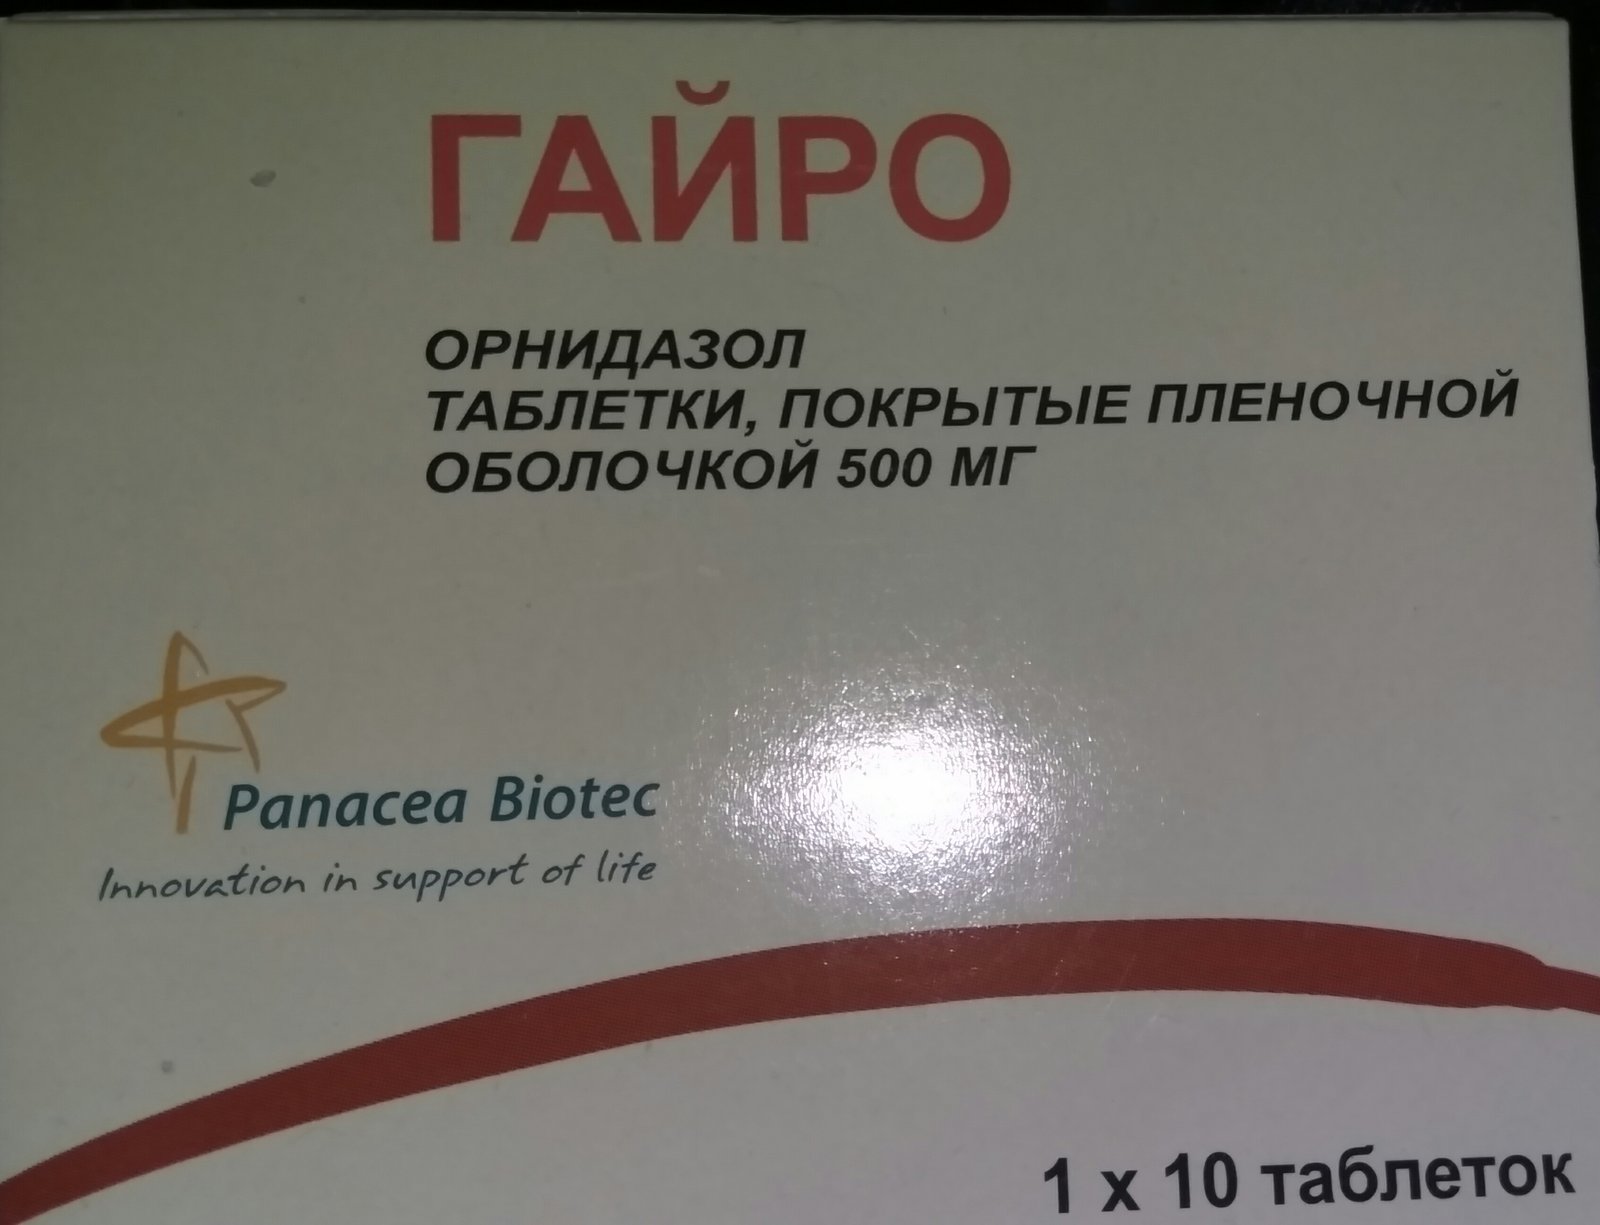 ГАЙРО
ОРНИДАЗОЛ
ТАБЛЕТКИ, ПОКРЫТЫЕ ПЛЕНОЧНОЙ
ОБОЛОЧКОЙ 500 МГ
Panacea Biotec
Innovation in support of life
1 x 10 таблеток